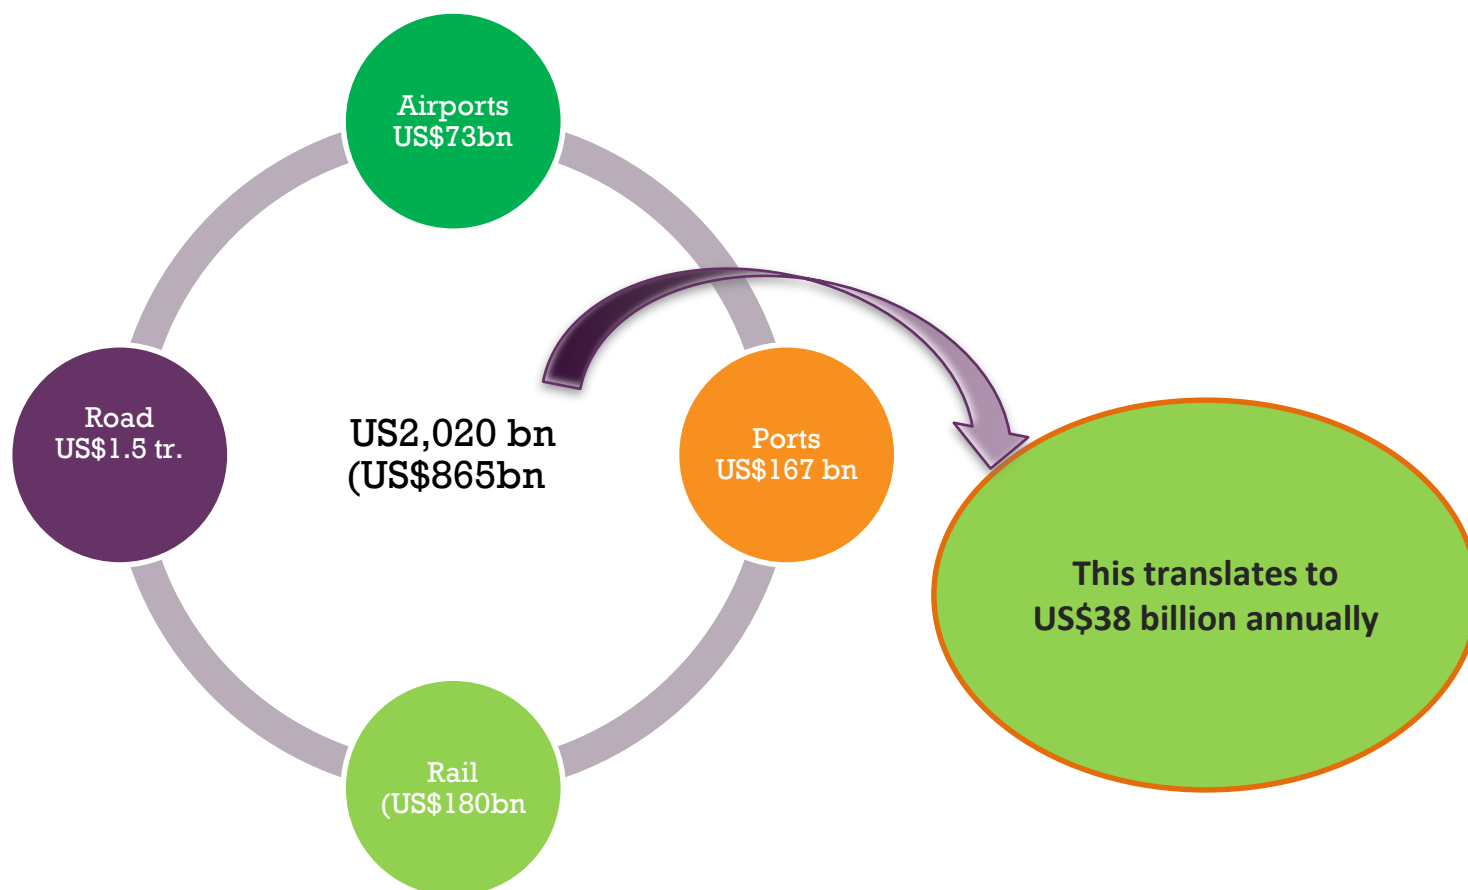 Airports
US$73bn
Road
US$1.5 tr.
US2,020 bn
(US$865bn
Ports
US$167 bn
This translates to
US$38 billion annually
Rail
(US$180bn